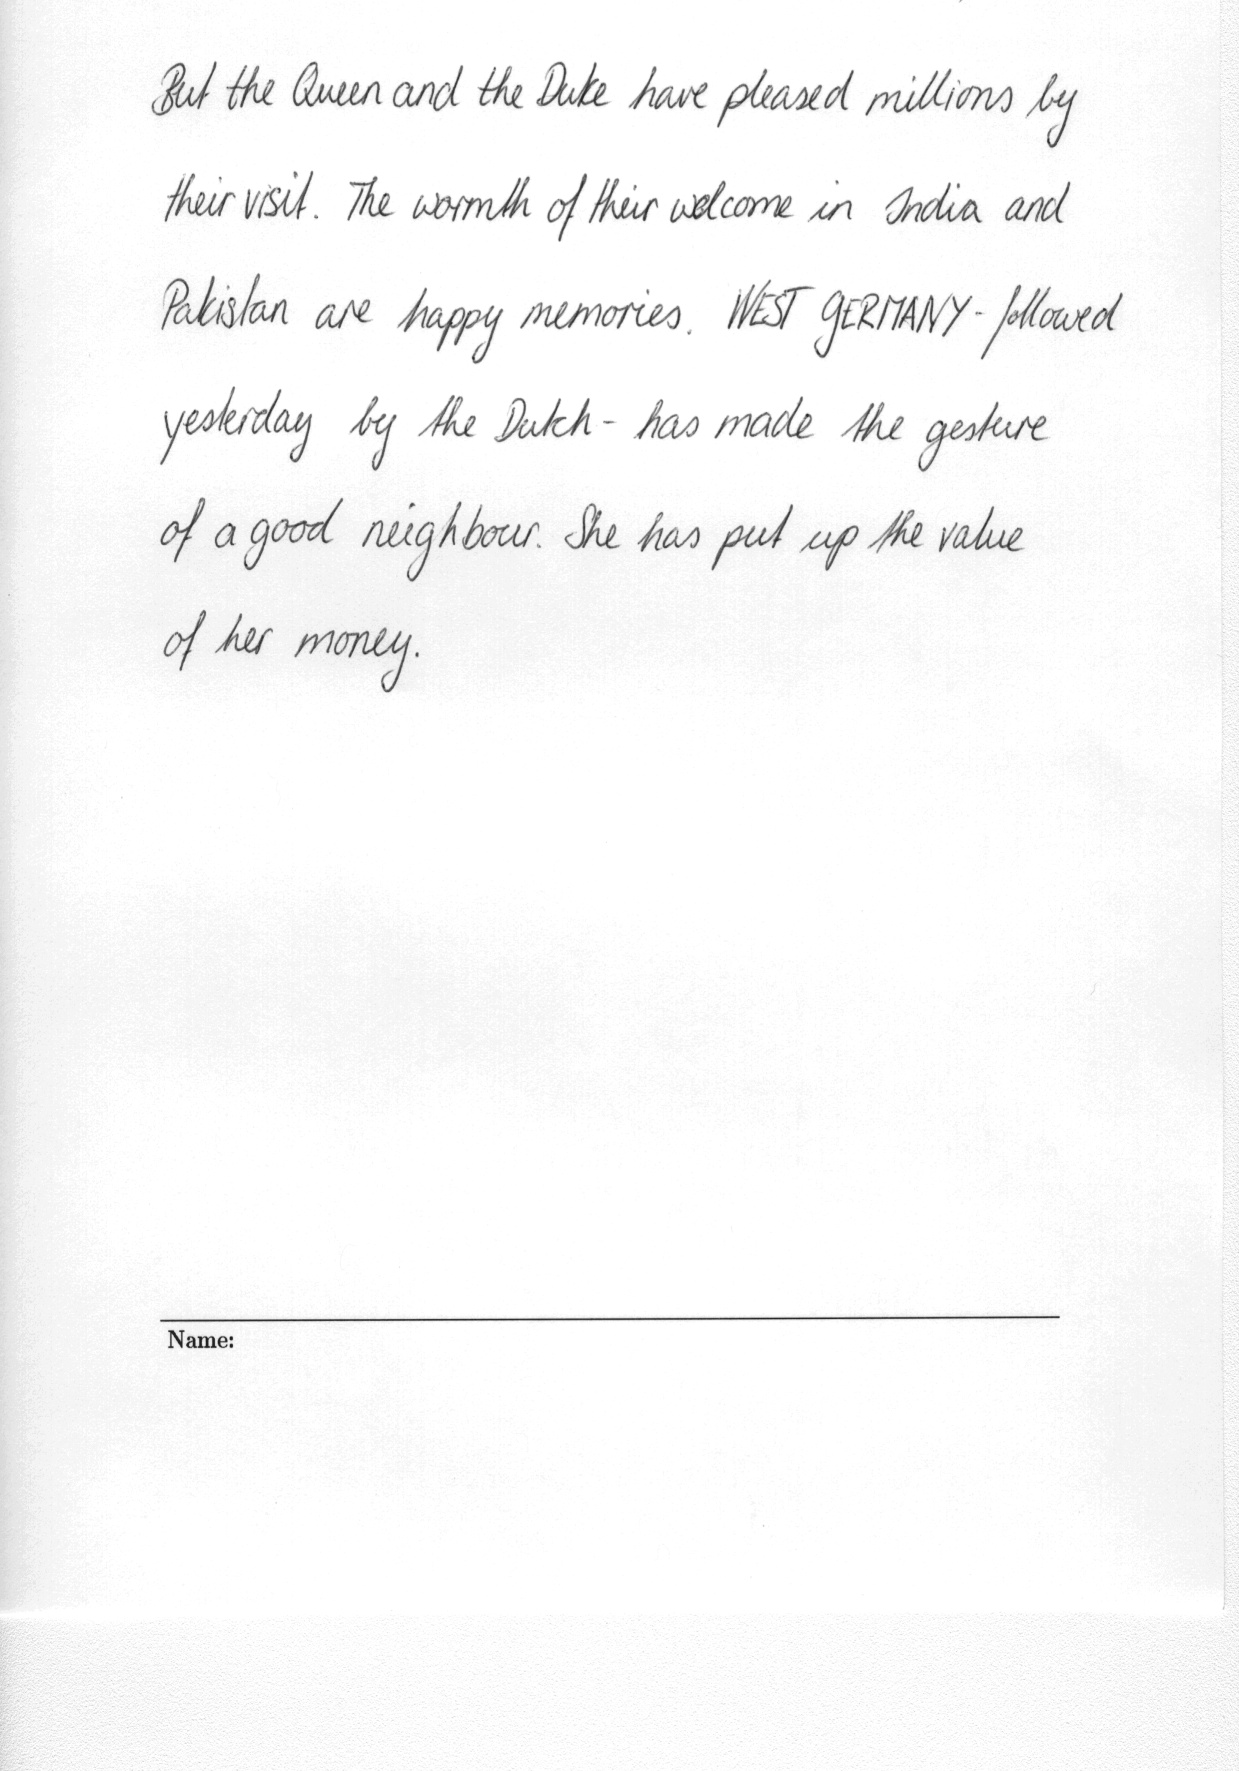 But the Queen and the Duke have pleased millions by
their visit. The warmth of their welcome in India and
Pakistan are happy memories. WEST GERMANY - followed
yesterday by the Dutch - has made the gesture
of a good neighbour. She has put up the value
of her money.
Name: